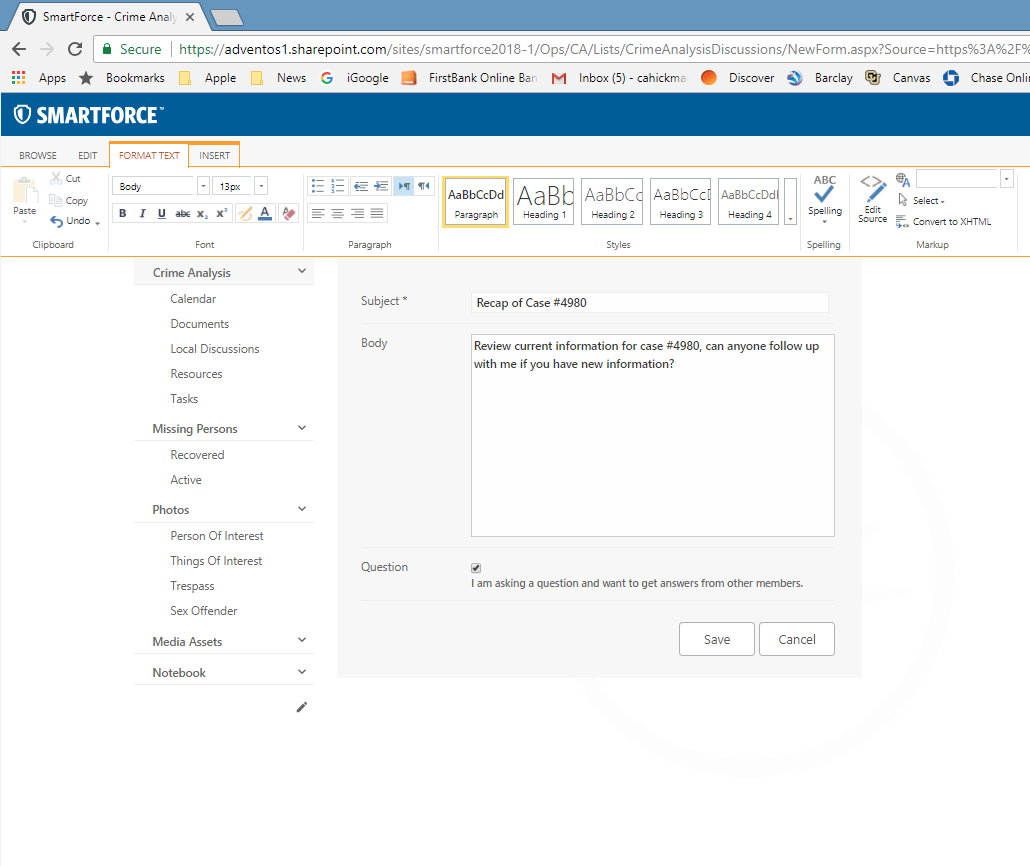 SmartForce - Crime Analy
Secure https://adventos1.sharepoint.com/sites/smartforce2018-1/Ops/CA/Lists/CrimeAnalysisDiscussions/NewForm.aspx?Source=https%3A%2F%
Apps Bookmarks Apple News iGoogle FirstBank Online Ban Inbox (5) - cahickma Discover Barclay Canvas Chase Onli
SMARTFORCE™
BROWSE EDIT FORMAT TEXT INSERT
Paste
Cut
Copy
Undo
Clipboard
Body 13px
B I U abc x₂ x² A
Font
Paragraph
AaBbCcDd AaBb AaBbCc AaBbCcI AaBbCcDdI
Paragraph Heading 1 Heading 2 Heading 3 Heading 4
Styles
ABC
Spelling
Spelling
Edit
Source
Select
Convert to XHTML
Markup
Crime Analysis
Calendar
Documents
Local Discussions
Resources
Tasks
Missing Persons
Recovered
Active
Photos
Person Of Interest
Things Of Interest
Trespass
Sex Offender
Media Assets
Notebook
Subject *
Recap of Case #4980
Body
Review current information for case #4980, can anyone follow up
with me if you have new information?
Question
I am asking a question and want to get answers from other members.
Save Cancel